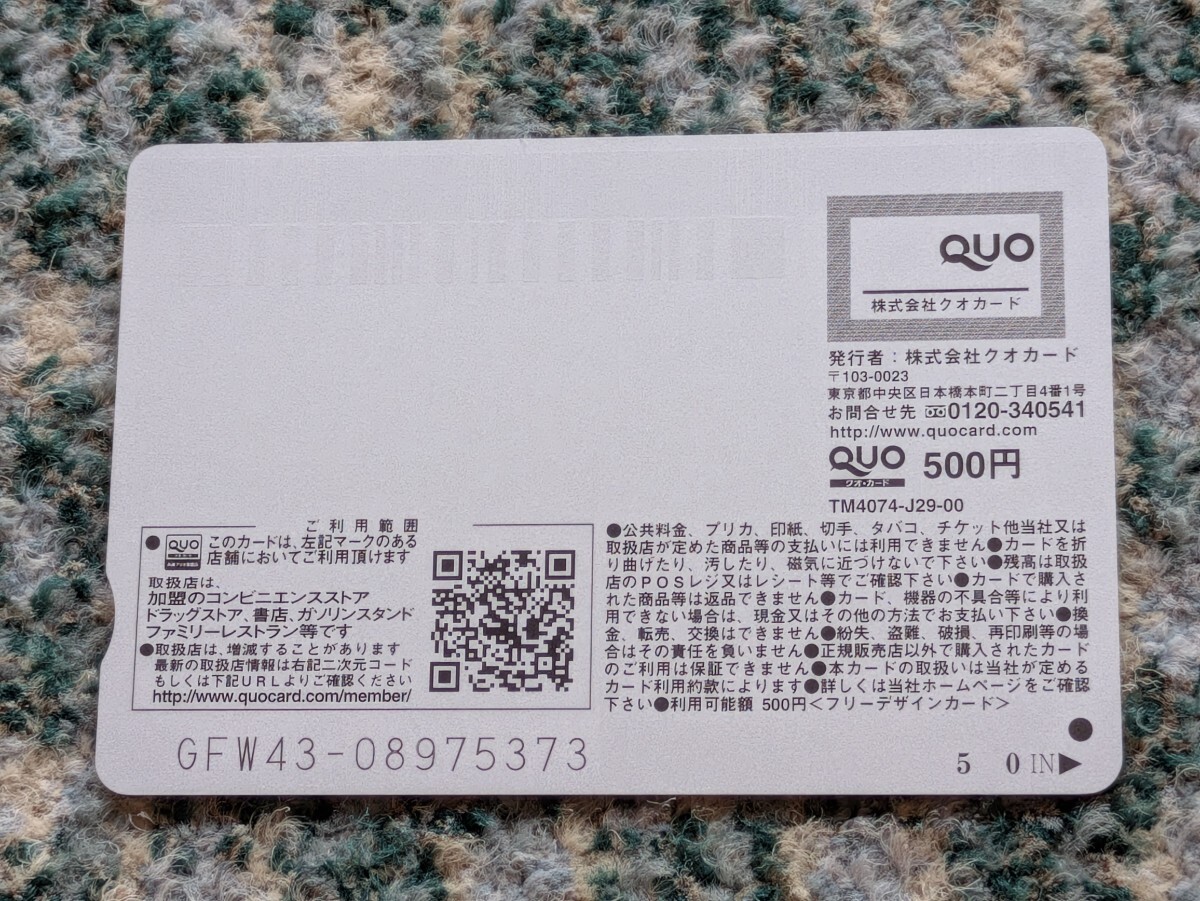 QUO
株式会社クオカード
発行者：株式会社クオカード
〒103-0023
東京都中央区日本橋本町二丁目4番1号
お問合せ先 0120-340541
http://www.quocard.com
QUO 500円
クオ・カード
TM4074-J29-00
ご利用範囲
●QUO このカードは、左記マークのある
店舗においてご利用頂けます
取扱店は、
加盟のコンビニエンスストア
ドラッグストア、書店、ガソリンスタンド
ファミリーレストラン等です
●取扱店は、増減することがあります
最新の取扱店情報は右記二次元コード
もしくは下記URLよりご確認ください
http://www.quocard.com/member/
●公共料金、プリカ、印紙、切手、タバコ、チケット他当社又は
取扱店が定めた商品等の支払いには利用できません●カードを折
り曲げたり、汚したり、磁気に近づけないで下さい●残高は取扱
店のPOSレジ又はレシート等でご確認下さい●カードで購入さ
れた商品等は返品できません●カード、機器の不具合等により利
用できない場合は、現金又はその他の方法でお支払い下さい●換
金、転売、交換はできません●紛失、盗難、破損、再印刷等の場
合はその責任を負いません●正規販売店以外で購入されたカード
のご利用は保証できません●本カードの取扱いは当社が定める
カード利用約款によります●詳しくは当社ホームページをご確認
下さい●利用可能額 500円＜フリーデザインカード＞
GFW43-08975373
5 0 IN▶